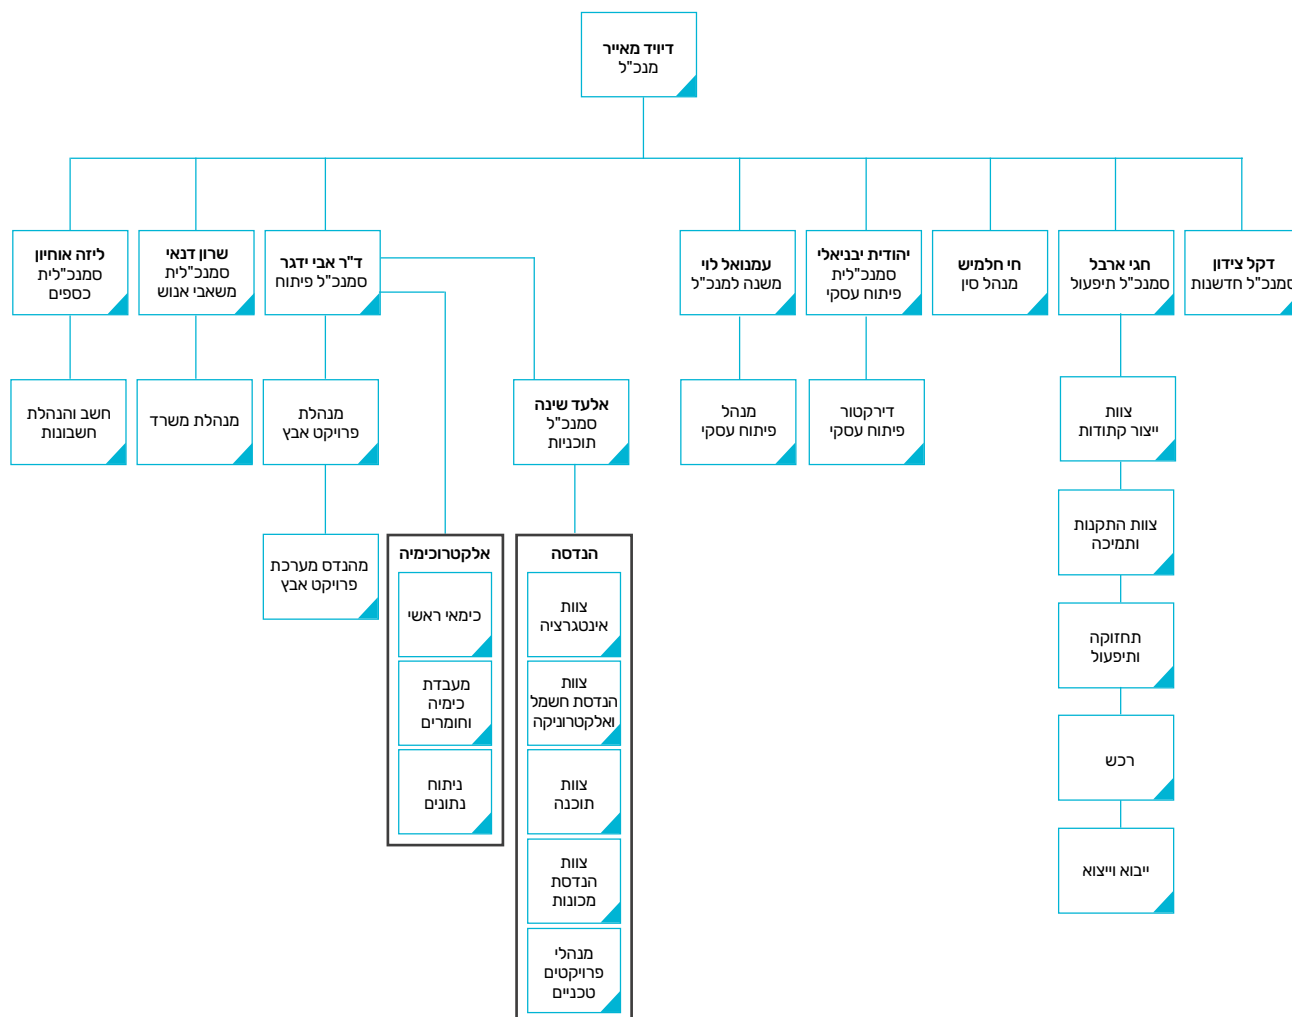 דיויד מאייר
מנכ"ל
דקל צידון
סמנכ"ל חדשנות
חגי ארבל
סמנכ"ל תיפעול
חי חלמיש
מנהל סין
יהודית יבניאלי
סמנכ"לית
פיתוח עסקי
עמנואל לוי
משנה למנכ"ל
ד"ר אבי ידגר
סמנכ"ל פיתוח
שרון דנאי
סמנכ"לית
משאבי אנוש
ליזה אוחיון
סמנכ"לית
כספים
צוות
ייצור קתודות
דירקטור
פיתוח עסקי
מנהל
פיתוח עסקי
אלעד שינה
סמנכ"ל
תוכניות
מנהלת
פרויקט אבץ
מנהלת משרד
חשב והנהלת
חשבונות
צוות התקנות
ותמיכה
תחזוקה
ותיפעול
רכש
ייבוא וייצוא
הנדסה
צוות
אינטגרציה
צוות
הנדסת חשמל
ואלקטרוניקה
צוות
תוכנה
צוות
הנדסת
מכונות
מנהלי
פרויקטים
טכניים
אלקטרוכימיה
כימאי ראשי
מעבדת
כימיה
וחומרים
ניתוח
נתונים
מהנדס מערכת
פרויקט אבץ